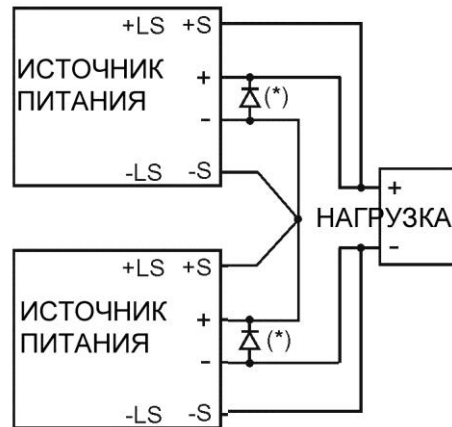 +LS +S
ИСТОЧНИК
+
(*)
ПИТАНИЯ
-
-LS -S
+
НАГРУЗКА
-
+LS +S
ИСТОЧНИК
+
(*)
ПИТАНИЯ
-
-LS -S